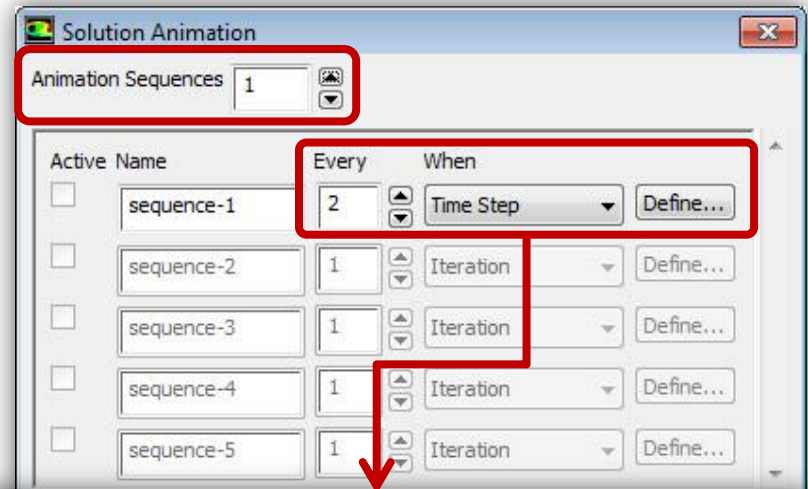 Solution Animation
Animation Sequences 1
Active Name Every When
sequence-1 2 Time Step Define...
sequence-2 1 Iteration Define...
sequence-3 1 Iteration Define...
sequence-4 1 Iteration Define...
sequence-5 1 Iteration Define...